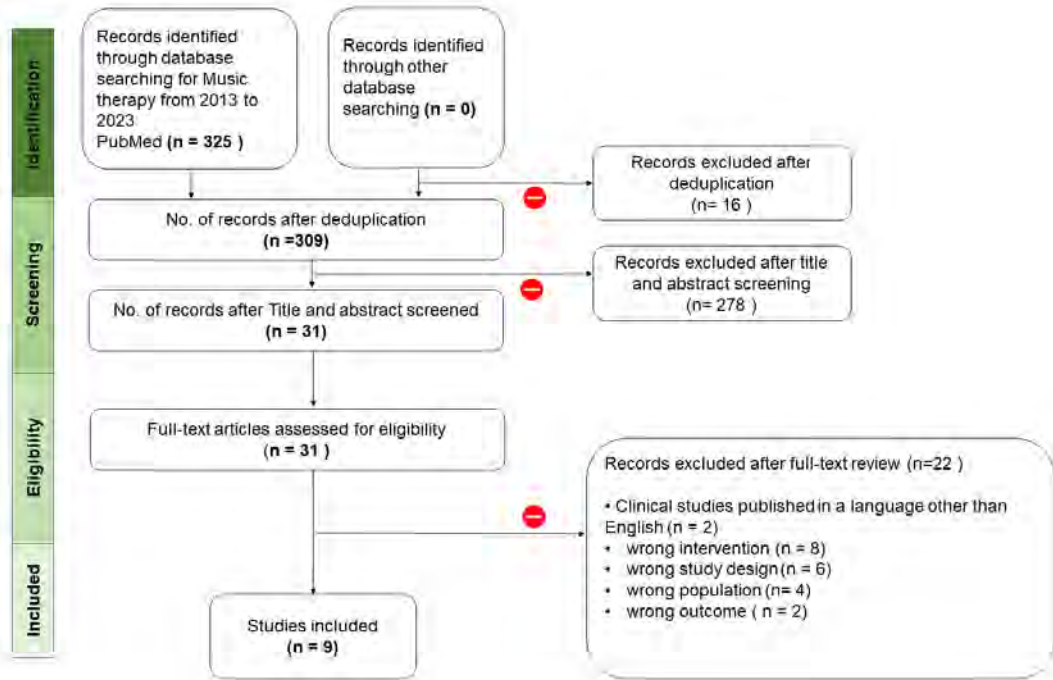 Identification
Records identified
through database
searching for Music
therapy from 2013 to
2023
PubMed (n = 325 )
Records identified
through other
database
searching (n = 0)
Records excluded after
deduplication
(n= 16 )
Screening
No. of records after deduplication
(n =309)
Records excluded after title
and abstract screening
(n= 278 )
No. of records after Title and abstract screened
(n = 31)
Eligibility
Full-text articles assessed for eligibility
(n = 31 )
Records excluded after full-text review (n=22 )
• Clinical studies published in a language other than
English (n = 2)
• wrong intervention (n = 8)
• wrong study design (n = 6)
• wrong population (n= 4)
• wrong outcome ( n = 2)
Included
Studies included
(n = 9)